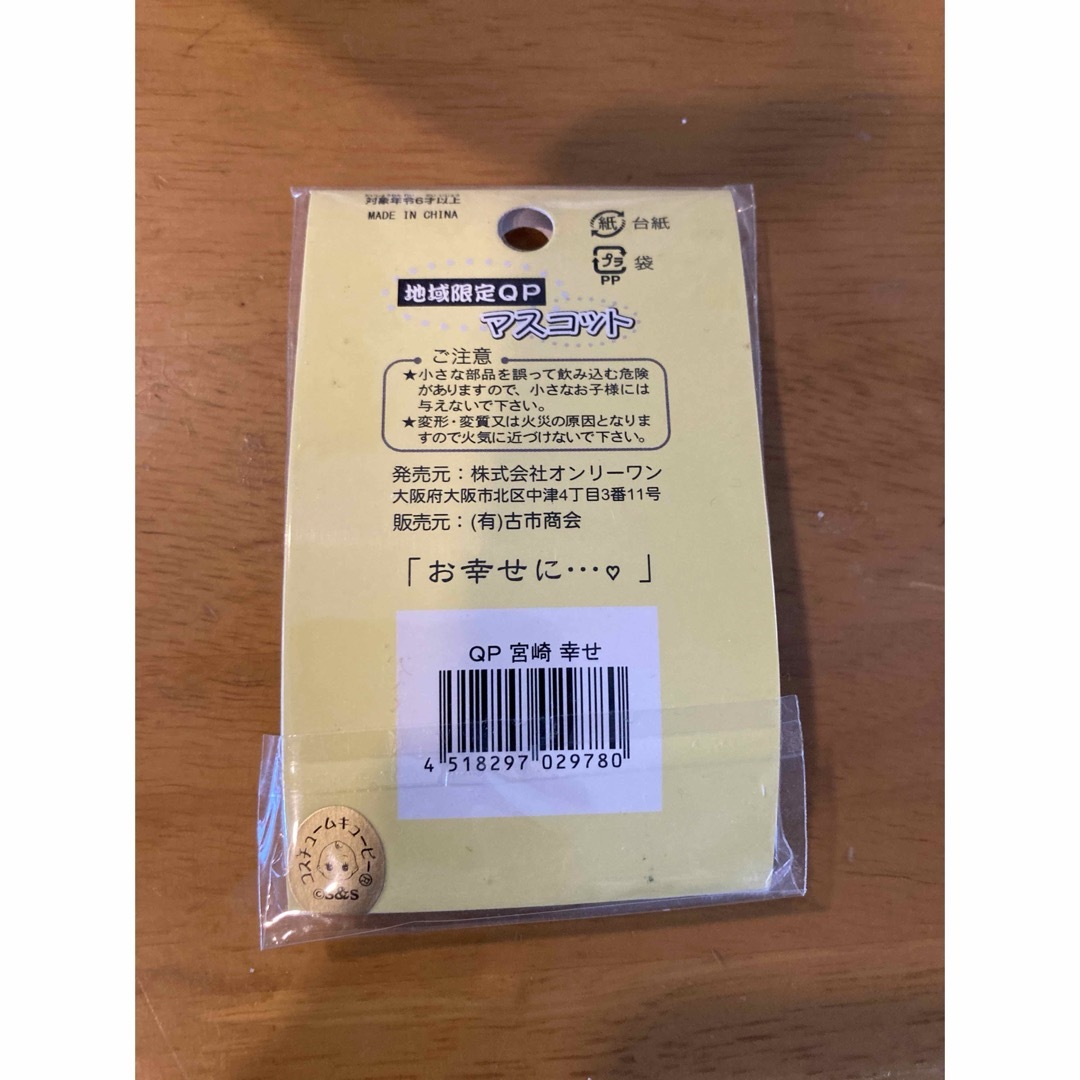 対象年令6才以上
MADE IN CHINA
紙 台紙
プラ 袋
PP
地域限定QP
マスコット
ご注意
★小さな部品を誤って飲み込む危険
がありますので、小さなお子様には
与えないで下さい。
★変形・変質又は火災の原因となりま
すので火気に近づけないで下さい。
発売元：株式会社オンリーワン
大阪府大阪市北区中津4丁目3番11号
販売元：(有)古市商会
「お幸せに…♡」
QP 宮崎 幸せ
4 518297 029780
コスチュームキューピー®
©S&S